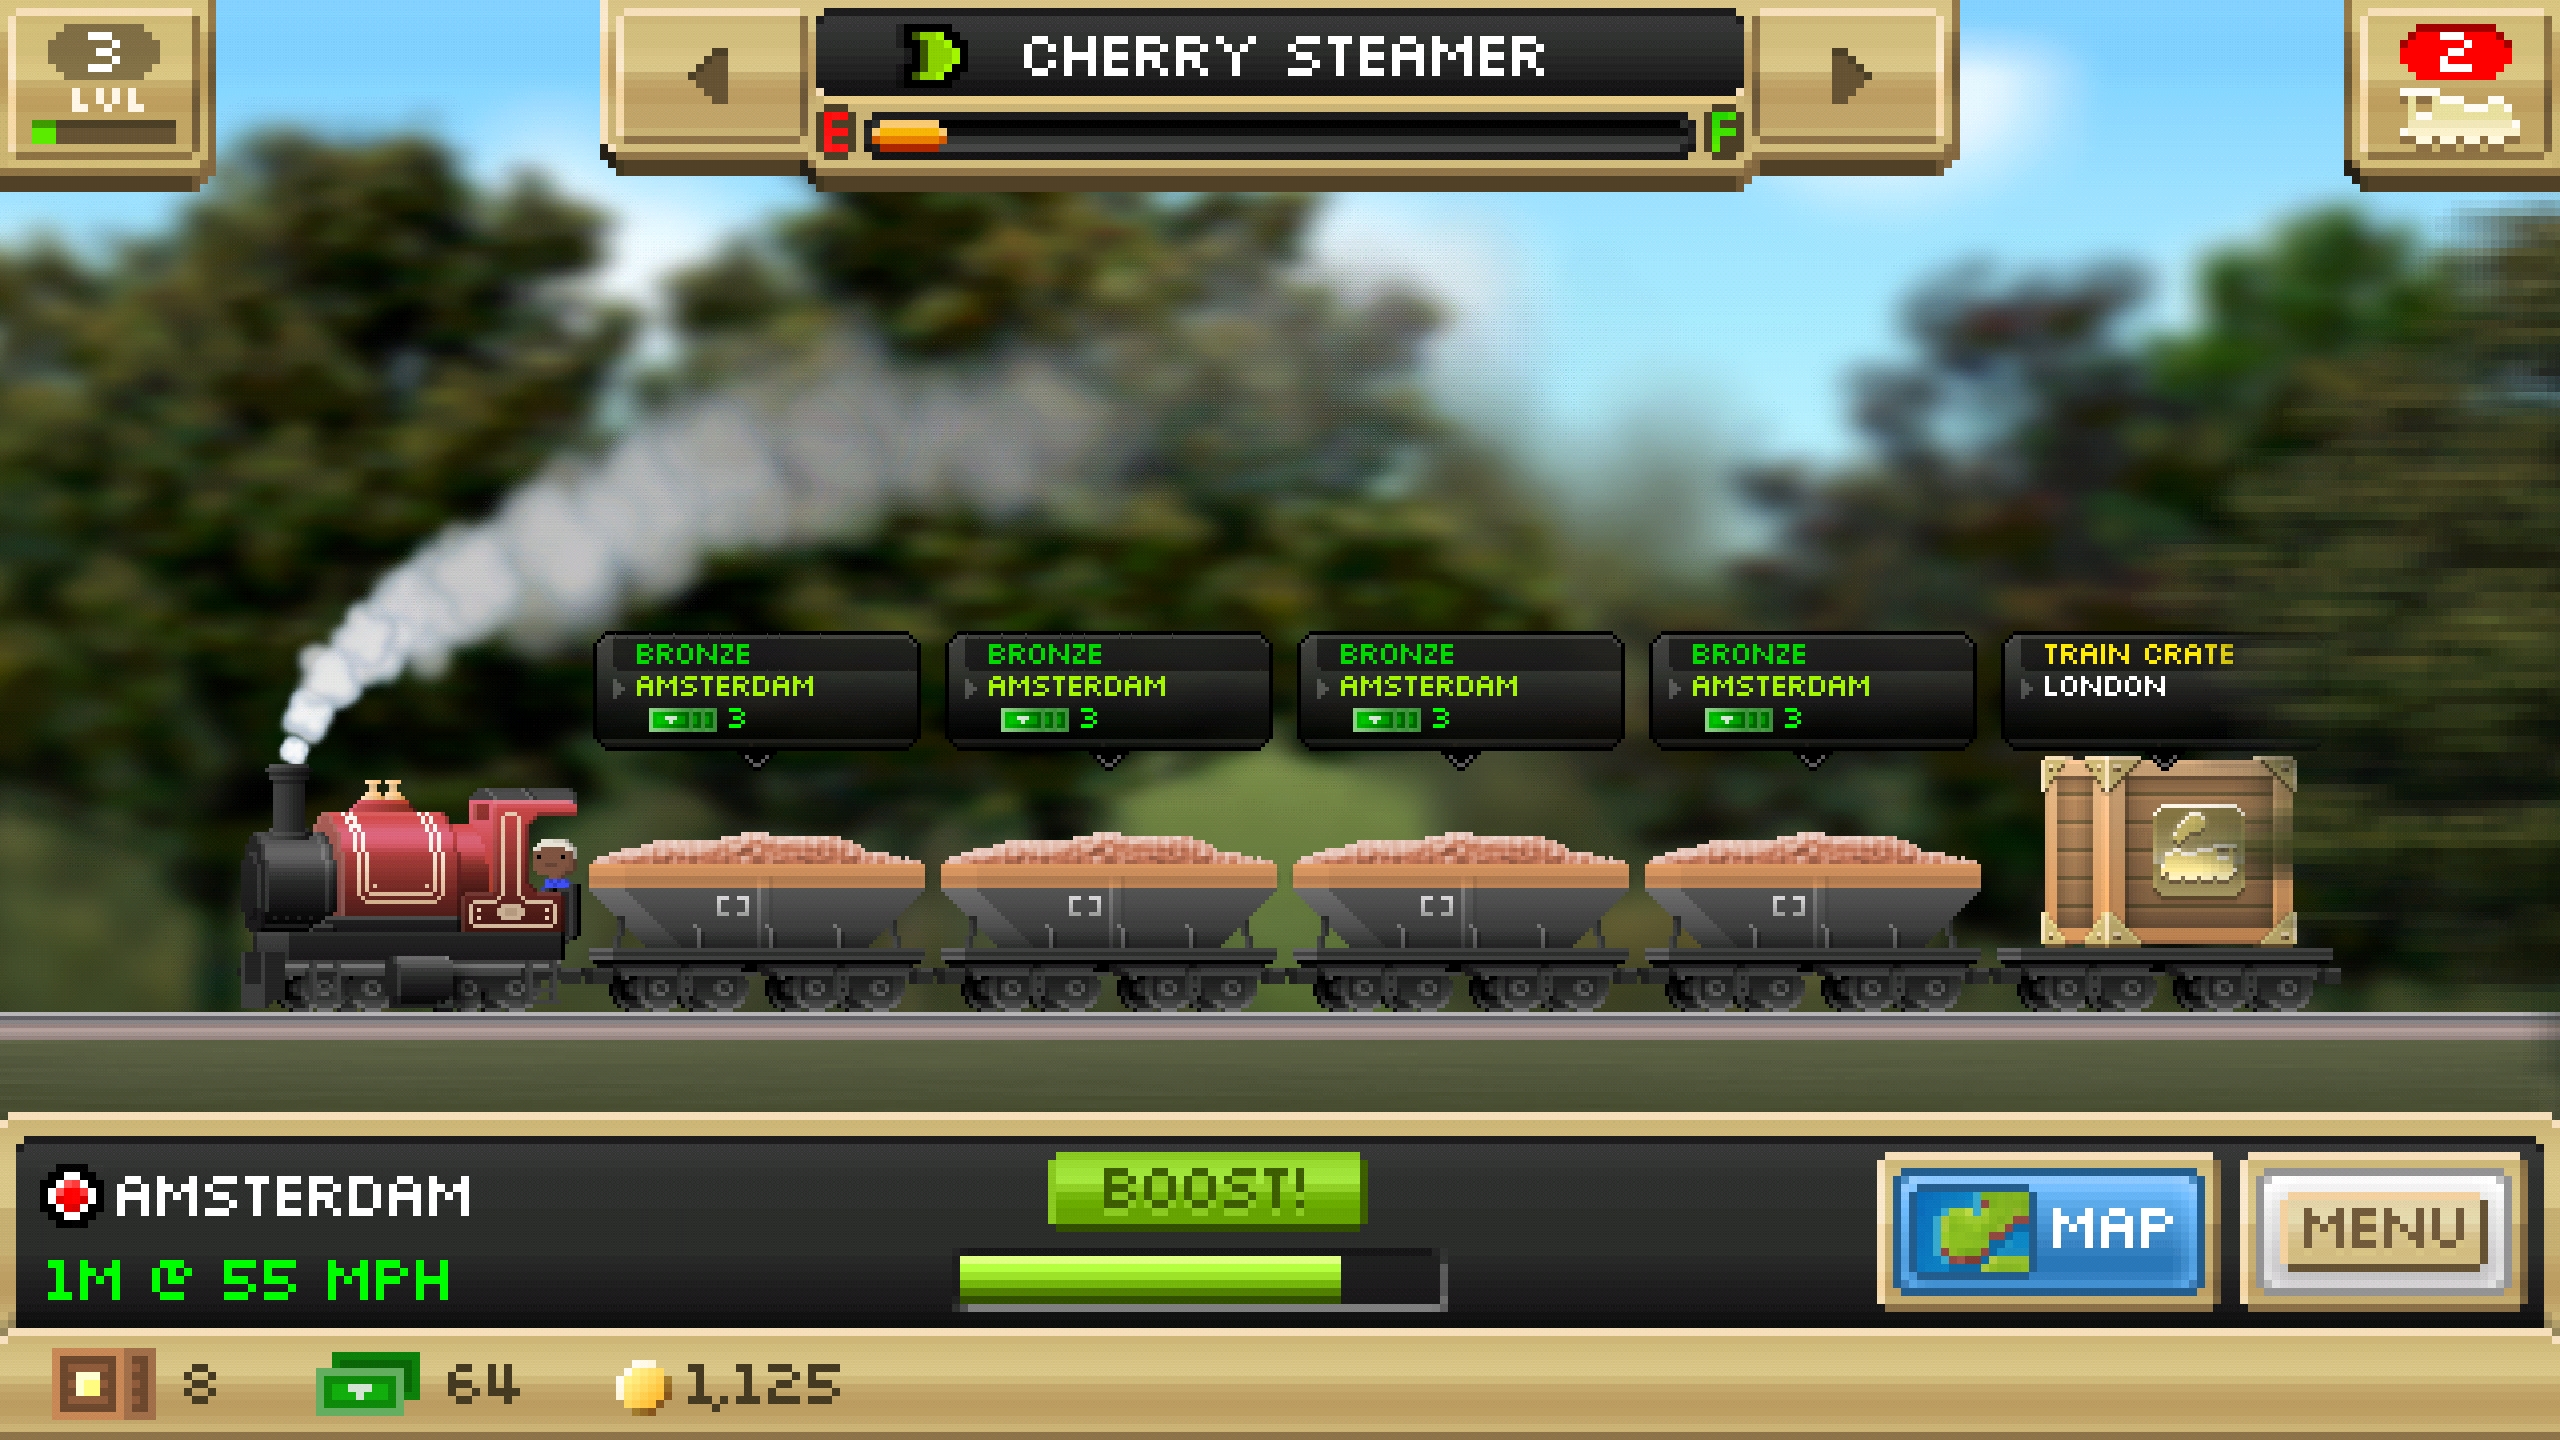 3
LVL
CHERRY STEAMER
E
F
2
BRONZE
AMSTERDAM
3
BRONZE
AMSTERDAM
3
BRONZE
AMSTERDAM
3
BRONZE
AMSTERDAM
3
TRAIN CRATE
LONDON
AMSTERDAM
1M @ 55 MPH
BOOST!
MAP
MENU
8
64
1,125